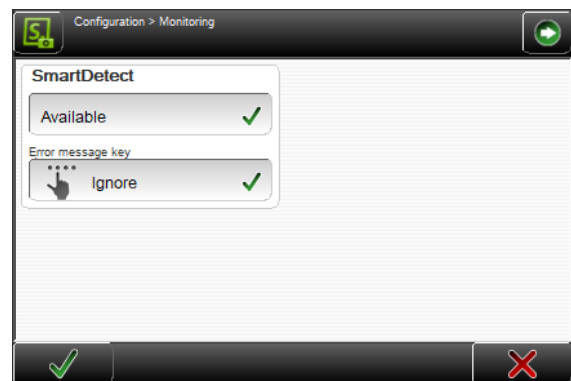 Configuration > Monitoring
SmartDetect
Available
Error message key
Ignore